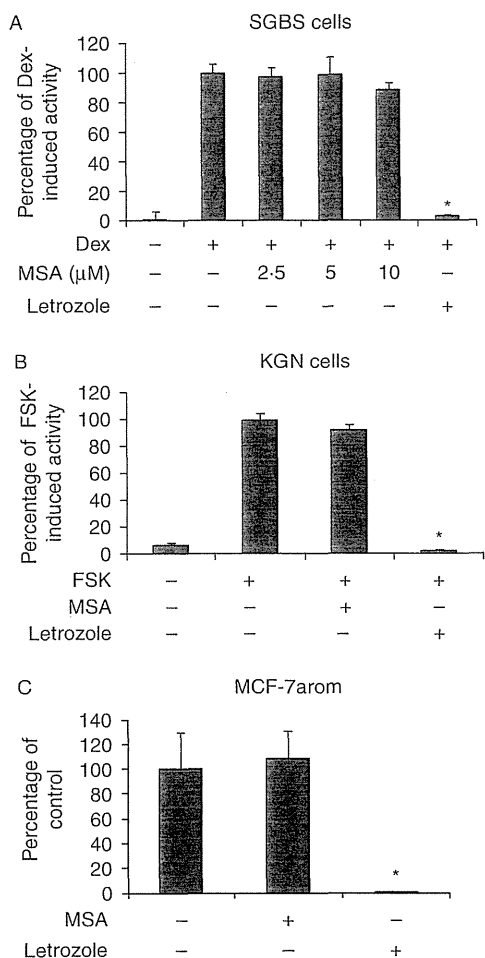 A
SGBS cells
Percentage of Dex-
induced activity
120
100
80
60
40
20
0
*
Dex – + + + + +
MSA (μM) – – 2·5 5 10 –
Letrozole – – – – – +
B
KGN cells
Percentage of FSK-
induced activity
120
100
80
60
40
20
0
*
FSK – + + +
MSA – – + –
Letrozole – – – +
C
MCF-7arom
Percentage of
control
140
120
100
80
60
40
20
0
*
MSA – + –
Letrozole – – +